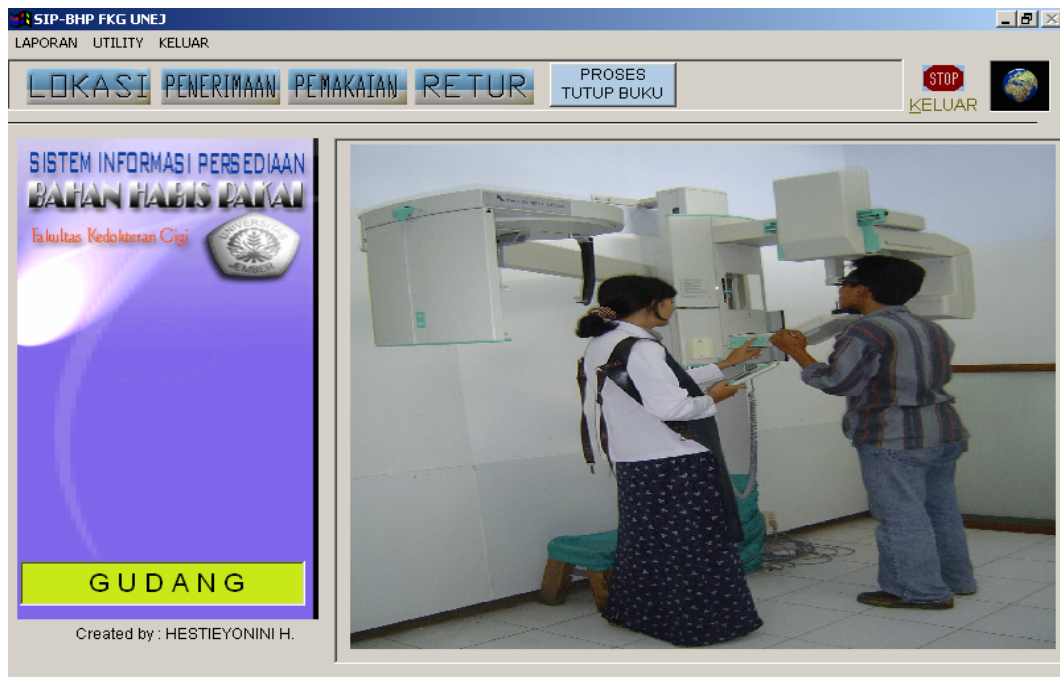 SIP-BHP FKG UNEJ
LAPORAN UTILITY KELUAR
LOKASI PENERIMAAN PEMAKAIAN RETUR
PROSES
TUTUP BUKU
STOP
KELUAR
SISTEM INFORMASI PERSEDIAAN
BAHAN HABIS PAKAI
Fakultas Kedokteran Gigi
UNIVERSITAS
JEMBER
GUDANG
Created by : HESTIEYONINI H.